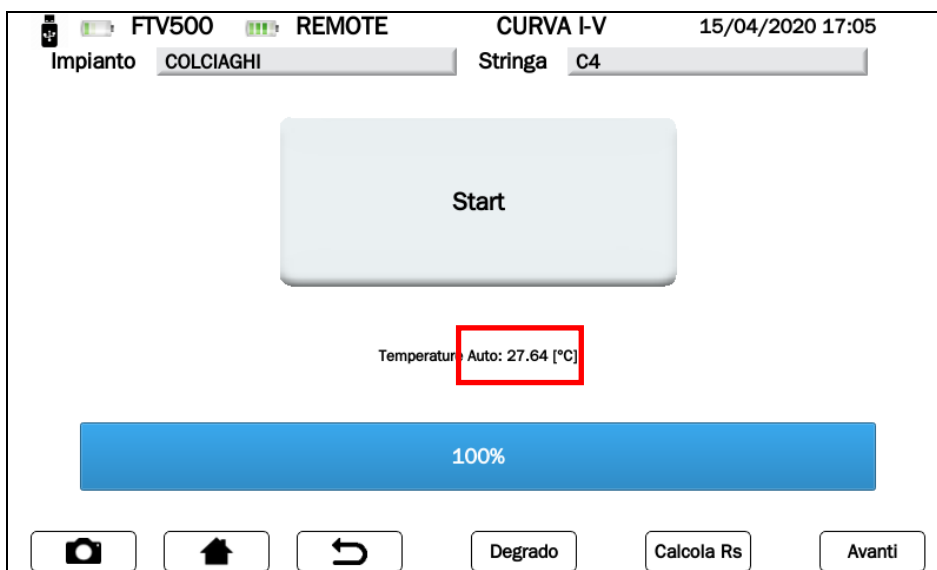 FTV500 REMOTE CURVA I-V 15/04/2020 17:05
Impianto COLCIAGHI Stringa C4
Start
Temperature Auto: 27.64 [°C]
100%
Degrado Calcola Rs Avanti